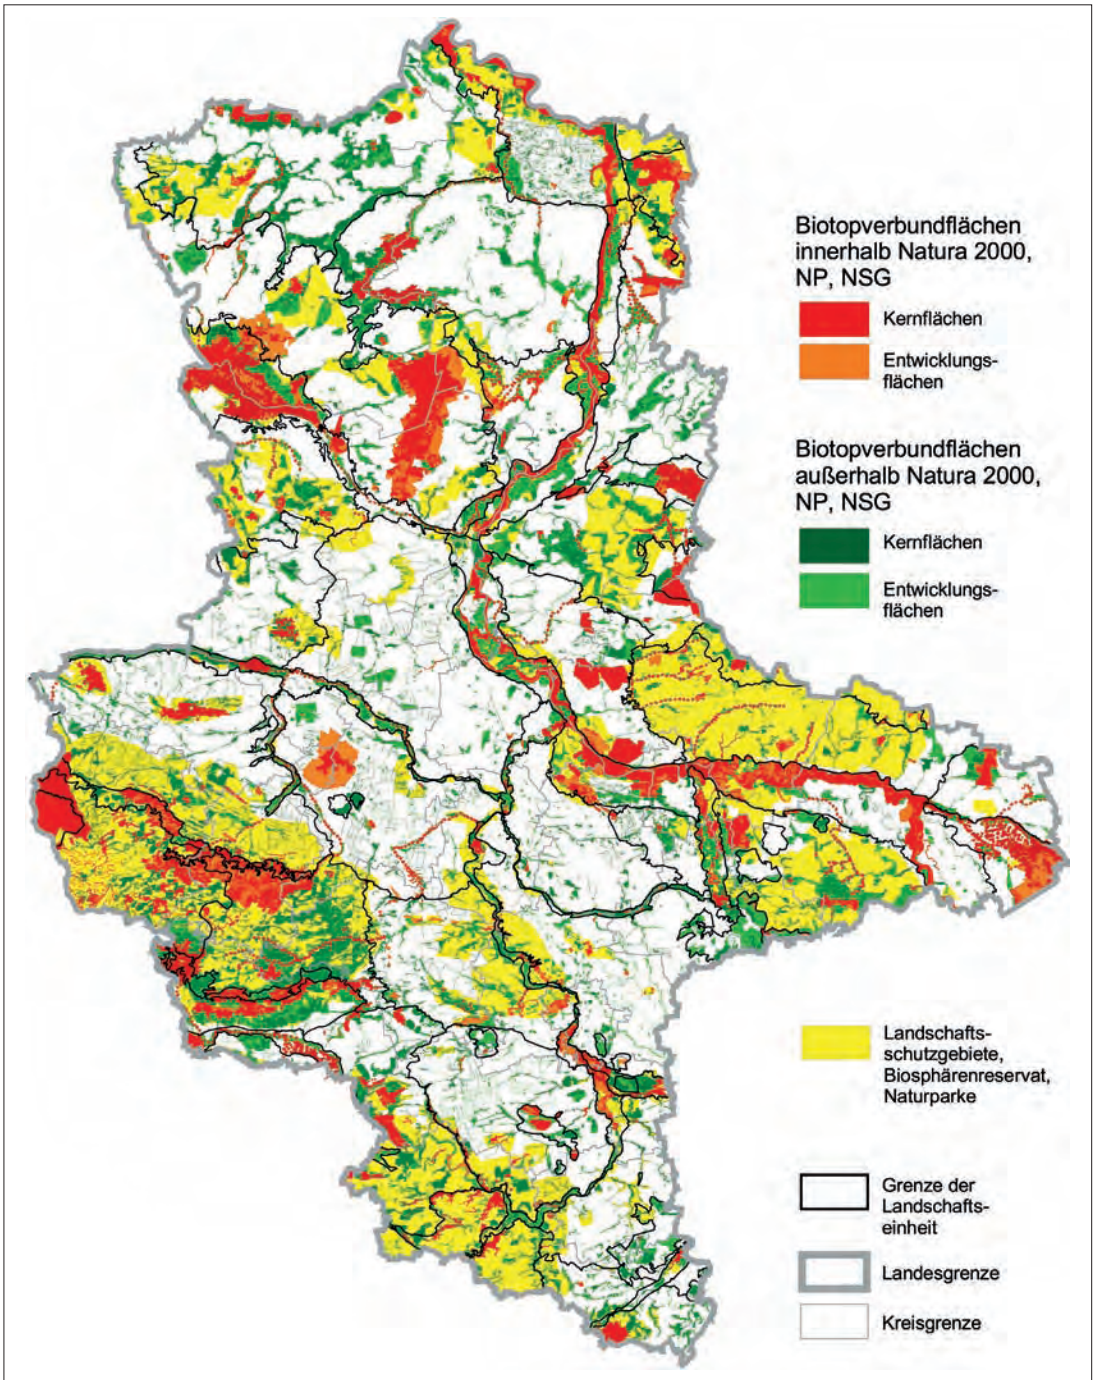 Biotopverbundflächen
innerhalb Natura 2000,
NP, NSG
Kernflächen
Entwicklungs-
flächen
Biotopverbundflächen
außerhalb Natura 2000,
NP, NSG
Kernflächen
Entwicklungs-
flächen
Landschafts-
schutzgebiete,
Biosphärenreservat,
Naturparke
Grenze der
Landschafts-
einheit
Landesgrenze
Kreisgrenze